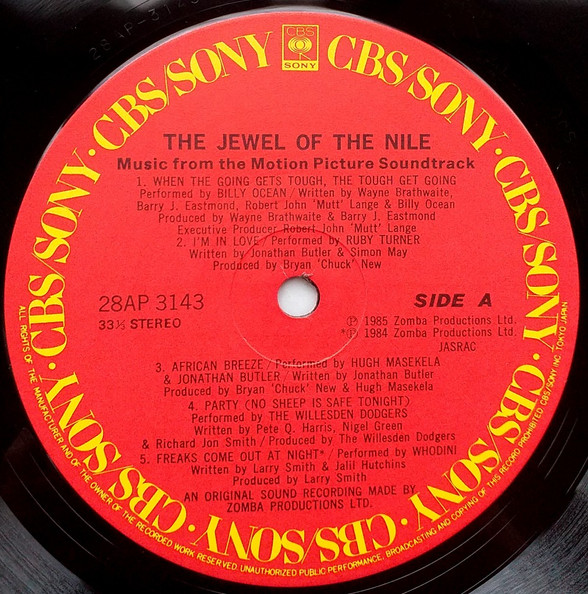 28AP-3143
CBS
SONY
CBS/SONY · CBS/SONY · CBS/SONY · CBS/SONY · CBS/SONY · CBS/SONY · CBS/SONY · CBS/SONY
THE JEWEL OF THE NILE
Music from the Motion Picture Soundtrack
1. WHEN THE GOING GETS TOUGH, THE TOUGH GET GOING
Performed by BILLY OCEAN / Written by Wayne Brathwaite,
Barry J. Eastmond, Robert John 'Mutt' Lange & Billy Ocean
Produced by Wayne Brathwaite & Barry J. Eastmond
Executive Producer Robert John 'Mutt' Lange
2. I'M IN LOVE / Performed by RUBY TURNER
Written by Jonathan Butler & Simon May
Produced by Bryan 'Chuck' New
28AP 3143
SIDE A
33⅓ STEREO
Ⓟ 1985 Zomba Productions Ltd.
*Ⓟ 1984 Zomba Productions Ltd.
JASRAC
3. AFRICAN BREEZE / Performed by HUGH MASEKELA
& JONATHAN BUTLER / Written by Jonathan Butler
Produced by Bryan 'Chuck' New & Hugh Masekela
4. PARTY (NO SHEEP IS SAFE TONIGHT)
Performed by THE WILLESDEN DODGERS
Written by Pete Q. Harris, Nigel Green
& Richard Jon Smith / Produced by The Willesden Dodgers
5. FREAKS COME OUT AT NIGHT* / Performed by WHODINI
Written by Larry Smith & Jalil Hutchins
Produced by Larry Smith
AN ORIGINAL SOUND RECORDING MADE BY
ZOMBA PRODUCTIONS LTD.
ALL RIGHTS OF THE MANUFACTURER AND OF THE OWNER OF THE RECORDED WORK RESERVED. UNAUTHORIZED PUBLIC PERFORMANCE, BROADCASTING AND COPYING OF THIS RECORD PROHIBITED CBS/SONY INC. TOKYO JAPAN